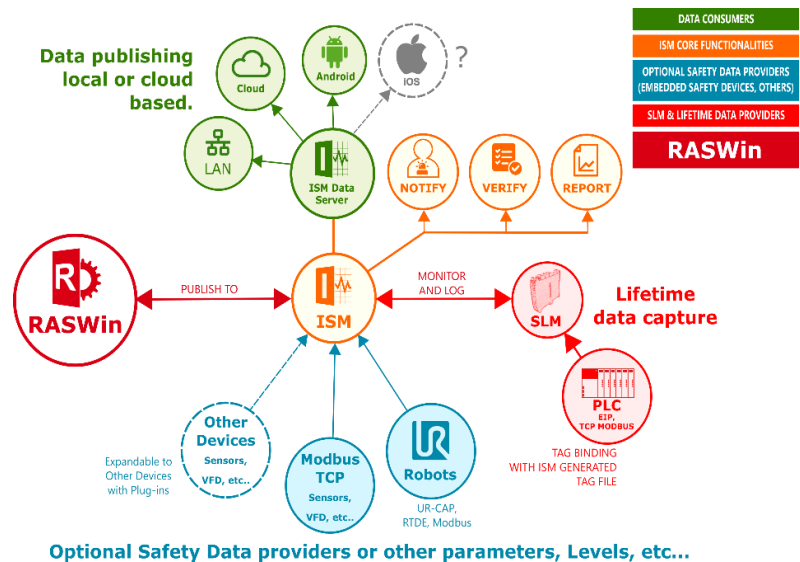 Data publishing
local or cloud
based.
Cloud
Android
iOS
?
LAN
ISM Data
Server
NOTIFY
VERIFY
REPORT
DATA CONSUMERS
ISM CORE FUNCTIONALITIES
OPTIONAL SAFETY DATA PROVIDERS
(EMBEDDED SAFETY DEVICES, OTHERS)
SLM & LIFETIME DATA PROVIDERS
RASWin
R
RASWin
PUBLISH TO
ISM
MONITOR
AND LOG
SLM
Lifetime
data capture
PLC
EIP,
TCP MODBUS
TAG BINDING
WITH ISM GENERATED
TAG FILE
Other
Devices
Sensors,
VFD, etc..
Expandable to
Other Devices
with Plug-ins
Modbus
TCP
Sensors,
VFD, etc..
UR
Robots
UR-CAP,
RTDE, Modbus
Optional Safety Data providers or other parameters, Levels, etc...